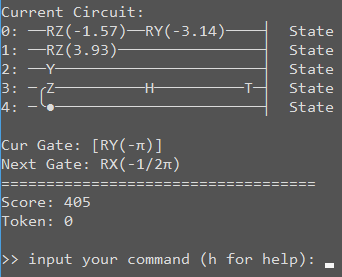 Current Circuit:
0: ──RZ(-1.57)──RY(-3.14)──┤ State
1: ──RZ(3.93)──────────────┤ State
2: ──Y─────────────────────┤ State
3: ─╭Z─────────H─────────T─┤ State
4: ─╰●─────────────────────┤ State
Cur Gate: [RY(-π)]
Next Gate: RX(-1/2π)
===================================
Score: 405
Token: 0
>> input your command (h for help): _